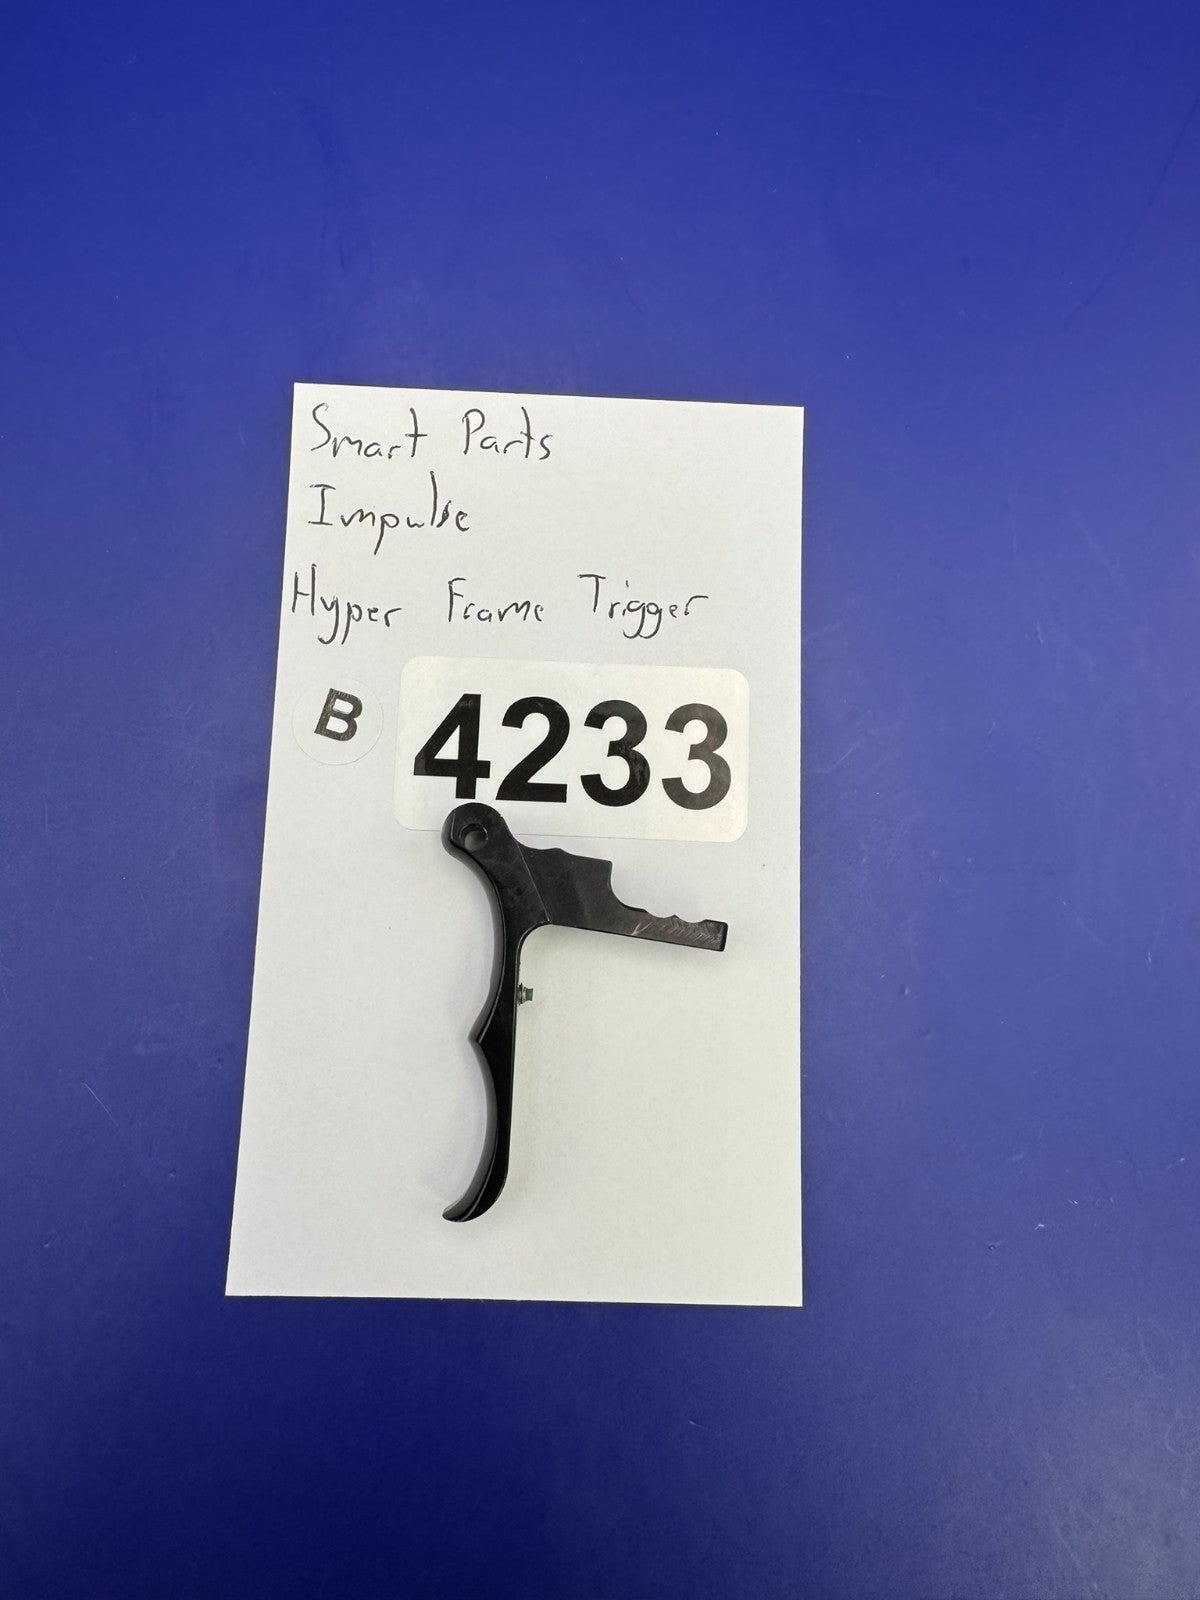 Smart Parts
Impulse
Hyper Frame Trigger
B
4233